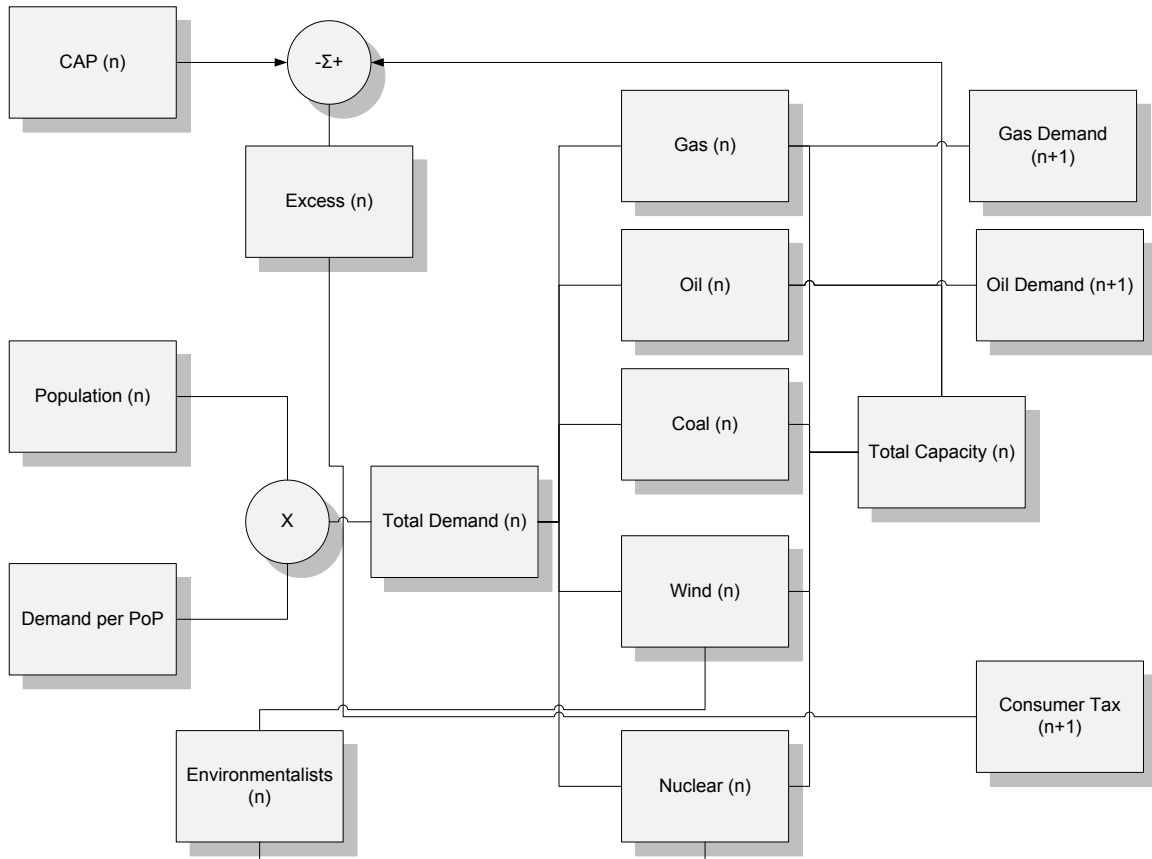 CAP (n)
-Σ+
Gas (n)
Gas Demand
(n+1)
Excess (n)
Oil (n)
Oil Demand (n+1)
Population (n)
Coal (n)
Total Capacity (n)
X
Total Demand (n)
Wind (n)
Demand per PoP
Consumer Tax
(n+1)
Environmentalists
(n)
Nuclear (n)